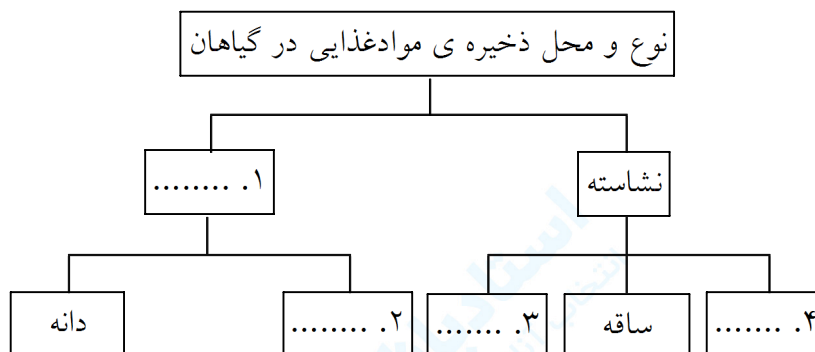 نوع و محل ذخیره ی موادغذایی در گیاهان
نشاسته
۱. ........
۴. .......
ساقه
۳. .......
۲. ........
دانه